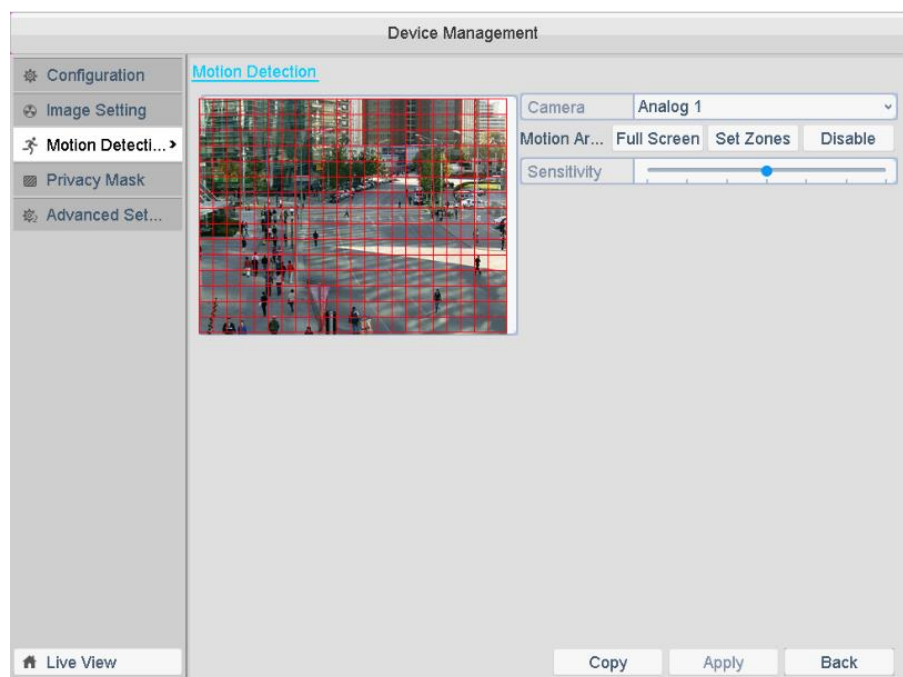 Device Management
Configuration
Image Setting
Motion Detecti...
Privacy Mask
Advanced Set...
Live View
Motion Detection
Camera
Analog 1
Motion Ar...
Full Screen
Set Zones
Disable
Sensitivity
Copy
Apply
Back